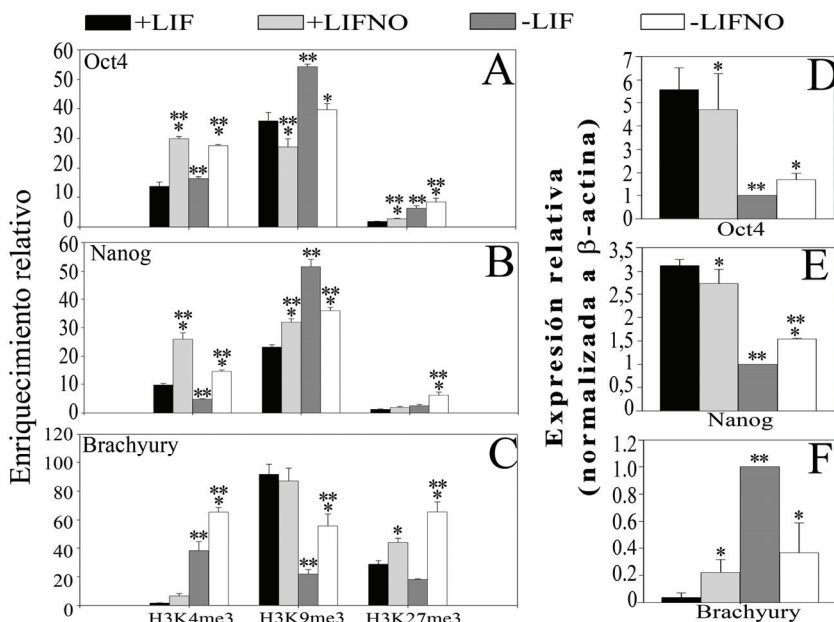 +LIF +LIFNO -LIF -LIFNO
Enriquecimiento relativo
60
50
40
30
20
10
0
Oct4
A
** * ** ** * ** * ** * ** * ** ** *
60
50
40
30
20
10
0
Nanog
B
** * ** ** * ** * ** ** * ** *
120
100
80
60
40
20
0
Brachyury
C
** ** * ** ** * * ** *
H3K4me3 H3K9me3 H3K27me3
Expresión relativa
(normalizada a β-actina)
6
5
4
3
2
1
0
D
* ** *
Oct4
3,5
3
2,5
2
1,5
1
0,5
0
E
* ** ** *
Nanog
1.2
1.0
0.8
0.6
0.4
0.2
0
F
* ** *
Brachyury